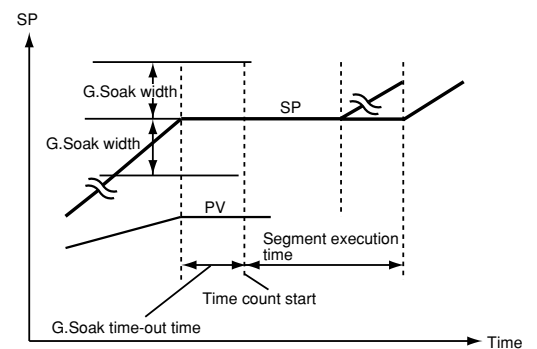 SP
G.Soak width
SP
G.Soak width
PV
Segment execution
time
Time count start
G.Soak time-out time
Time